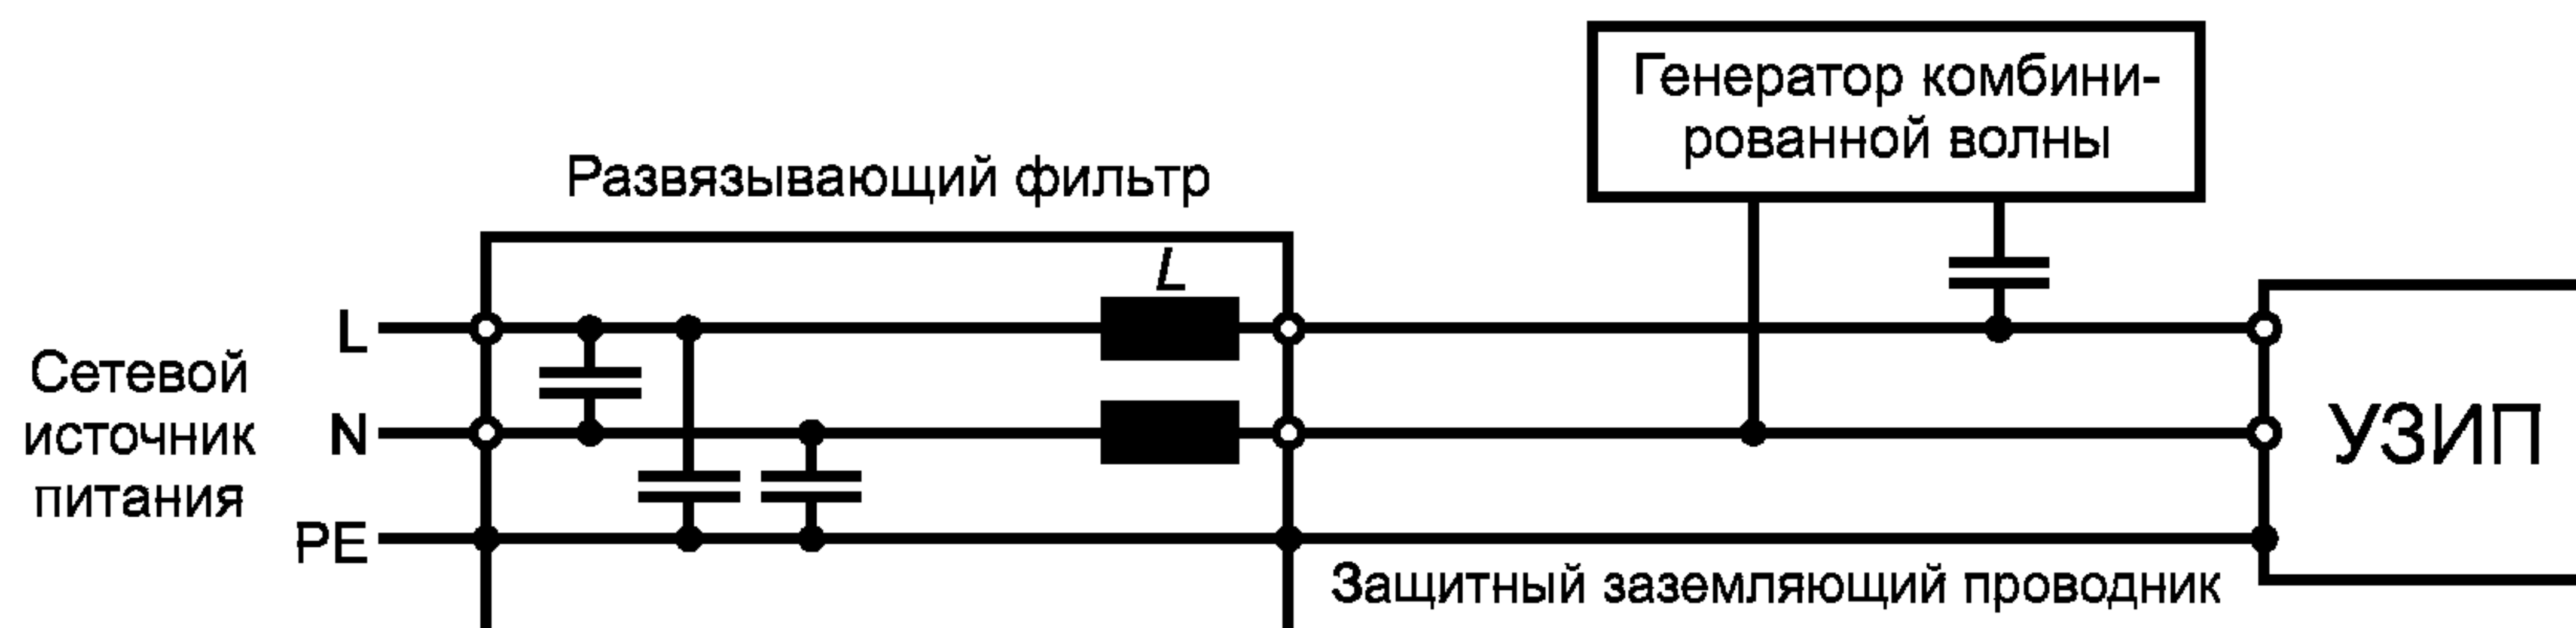 Генератор комбини-
рованной волны
Развязывающий фильтр
L
L
Сетевой
источник
питания
N
УЗИП
PE
Защитный заземляющий проводник